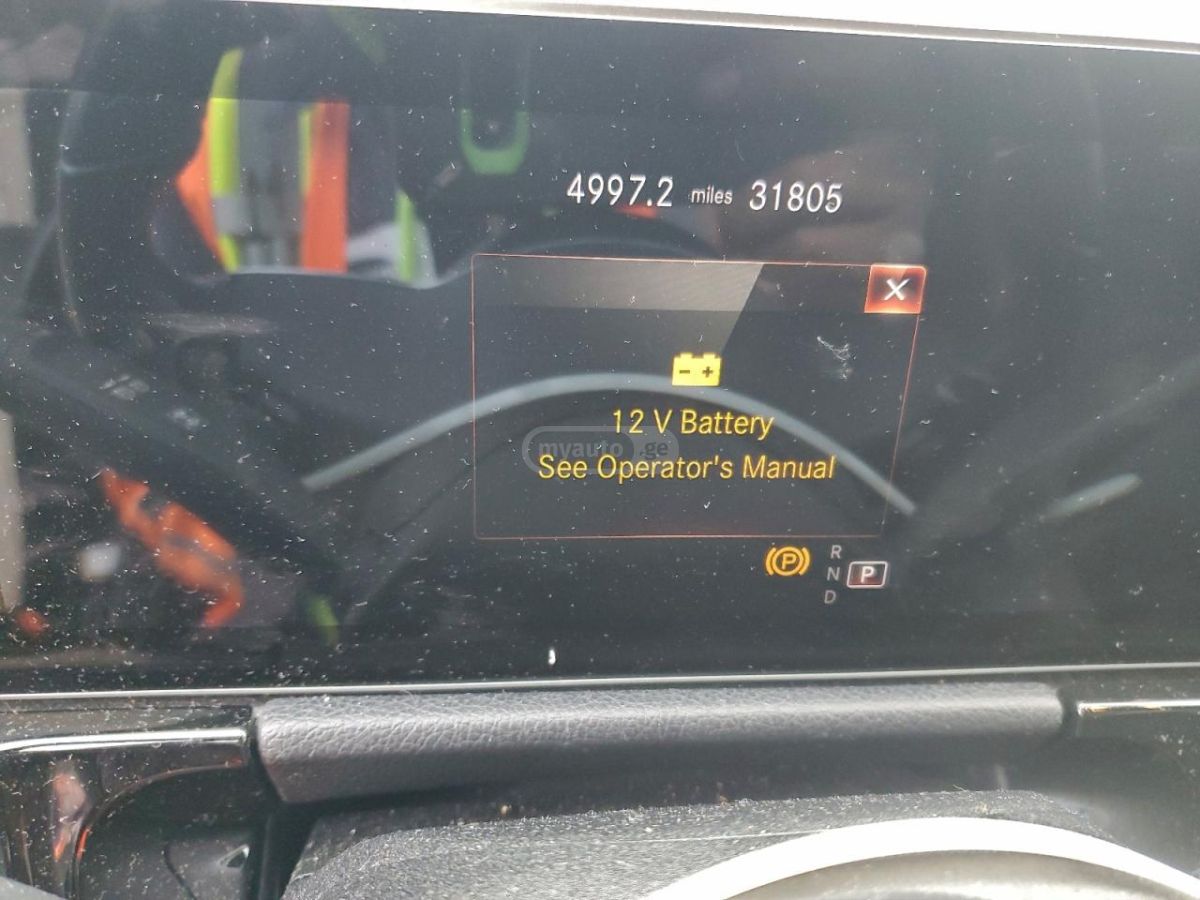 4997.2 miles 31805
X
- +
12 V Battery
myauto .ge
See Operator's Manual
(P) R
N P
D